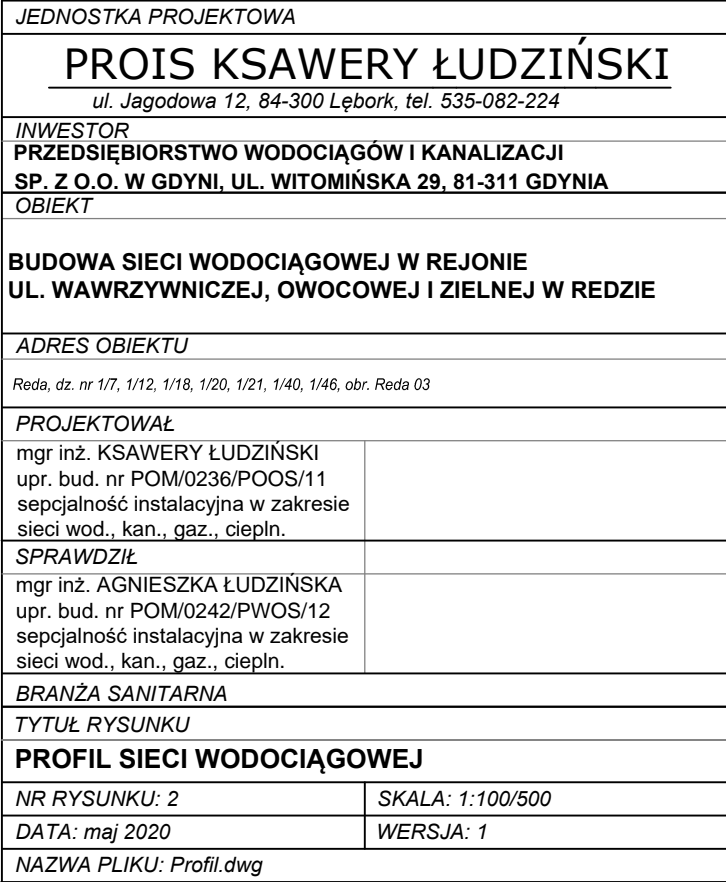 JEDNOSTKA PROJEKTOWA
PROIS KSAWERY ŁUDZIŃSKI
ul. Jagodowa 12, 84-300 Lębork, tel. 535-082-224
INWESTOR
PRZEDSIĘBIORSTWO WODOCIĄGÓW I KANALIZACJI
SP. Z O.O. W GDYNI, UL. WITOMIŃSKA 29, 81-311 GDYNIA
OBIEKT
BUDOWA SIECI WODOCIĄGOWEJ W REJONIE
UL. WAWRZYWNICZEJ, OWOCOWEJ I ZIELNEJ W REDZIE
ADRES OBIEKTU
Reda, dz. nr 1/7, 1/12, 1/18, 1/20, 1/21, 1/40, 1/46, obr. Reda 03
PROJEKTOWAŁ
mgr inż. KSAWERY ŁUDZIŃSKI
upr. bud. nr POM/0236/POOS/11
sepcjalność instalacyjna w zakresie
sieci wod., kan., gaz., ciepln.
SPRAWDZIŁ
mgr inż. AGNIESZKA ŁUDZIŃSKA
upr. bud. nr POM/0242/PWOS/12
sepcjalność instalacyjna w zakresie
sieci wod., kan., gaz., ciepln.
BRANŻA SANITARNA
TYTUŁ RYSUNKU
PROFIL SIECI WODOCIĄGOWEJ
NR RYSUNKU: 2
SKALA: 1:100/500
DATA: maj 2020
WERSJA: 1
NAZWA PLIKU: Profil.dwg